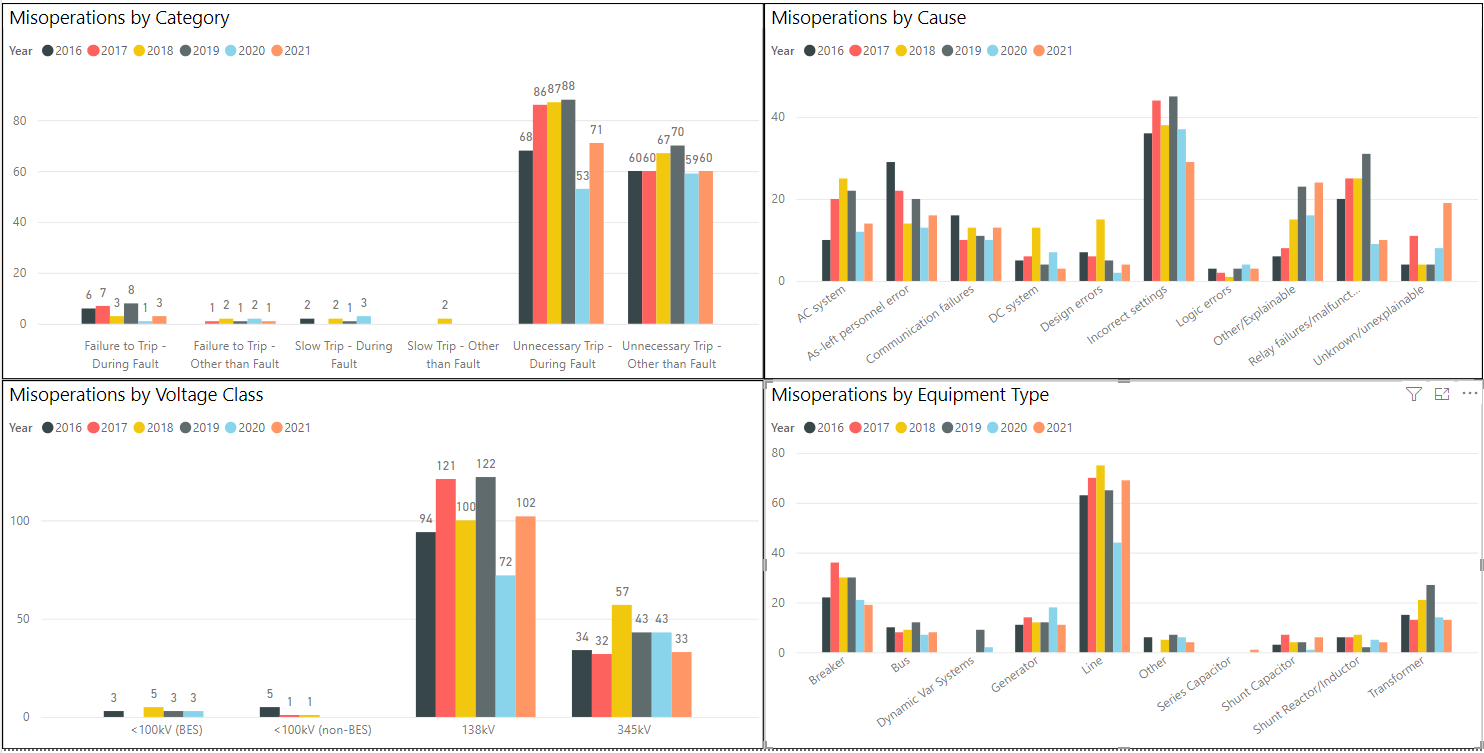 Misoperations by Category
Year 2016 2017 2018 2019 2020 2021
80
60
40
20
0
6 7 3 8 1 3
1 2 1 2 1
2 2 1 3
2
68 86 87 88 53 71
60 60 67 70 59 60
Failure to Trip - During Fault
Failure to Trip - Other than Fault
Slow Trip - During Fault
Slow Trip - Other than Fault
Unnecessary Trip - During Fault
Unnecessary Trip - Other than Fault
Misoperations by Cause
Year 2016 2017 2018 2019 2020 2021
40
20
0
AC system
As-left personnel error
Communication failures
DC System
Design errors
Incorrect settings
Logic errors
Other/Explainable
Relay failures/malfunct...
Unknown/unexplainable
Misoperations by Voltage Class
Year 2016 2017 2018 2019 2020 2021
100
50
0
3 5 3 3
5 1 1
94 121 100 122 72 102
34 32 57 43 43 33
<100kV (BES)
<100kV (non-BES)
138kV
345kV
Misoperations by Equipment Type
Year 2016 2017 2018 2019 2020 2021
80
60
40
20
0
Breaker
Bus
Dynamic Var Systems
Generator
Line
Other
Series Capacitor
Shunt Capacitor
Shunt Reactor/Inductor
Transformer